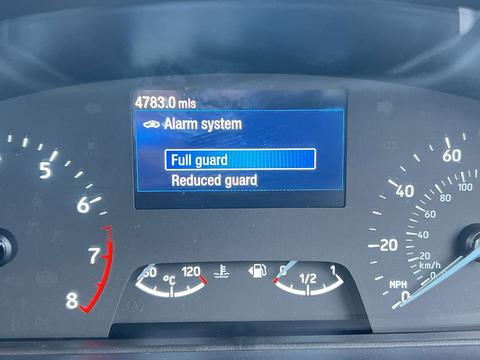 4783.0 mls
Alarm system
Full guard
Reduced guard
5
6
7
8
60 °C 120
0 1/2 1
60
40
20
0
MPH
100
80
60
40
20
km/h